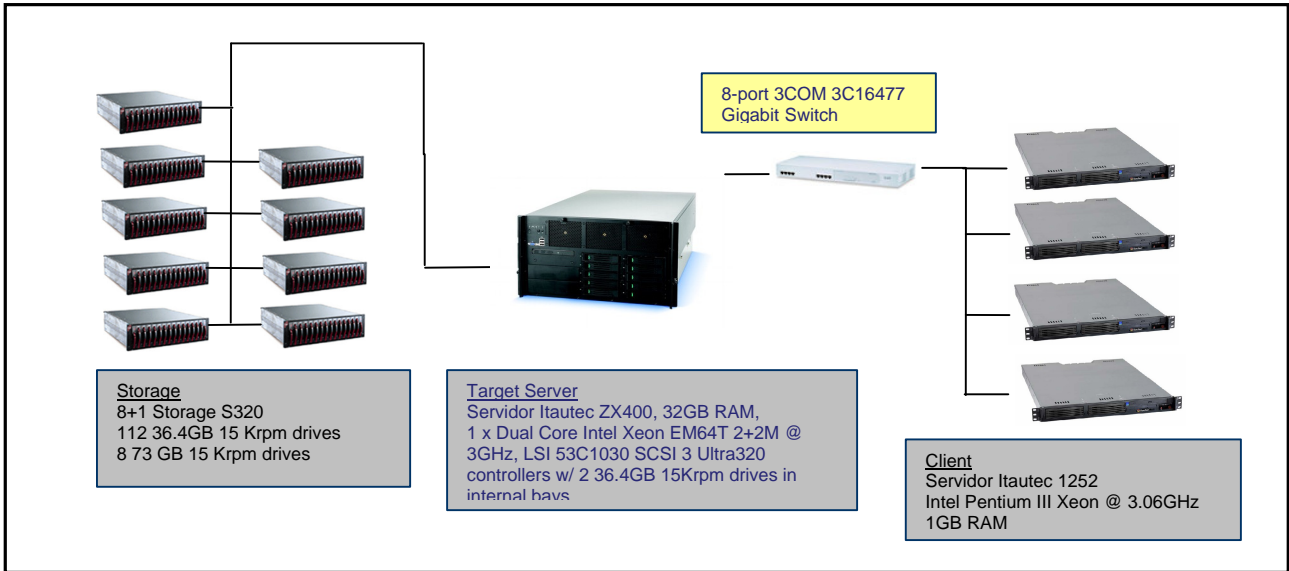 8-port 3COM 3C16477
Gigabit Switch
Storage
8+1 Storage S320
112 36.4GB 15 Krpm drives
8 73 GB 15 Krpm drives
Target Server
Servidor Itautec ZX400, 32GB RAM,
1 x Dual Core Intel Xeon EM64T 2+2M @
3GHz, LSI 53C1030 SCSI 3 Ultra320
controllers w/ 2 36.4GB 15Krpm drives in
internal bays
Client
Servidor Itautec 1252
Intel Pentium III Xeon @ 3.06GHz
1GB RAM